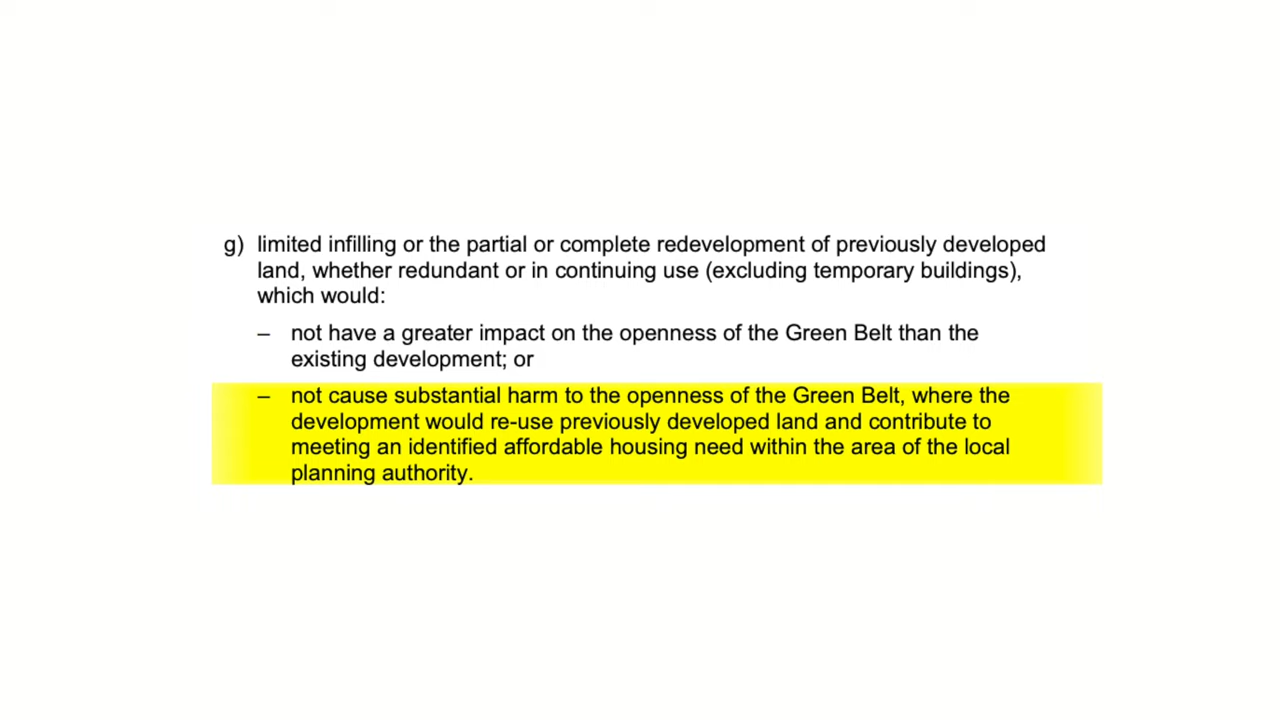 g) limited infilling or the partial or complete redevelopment of previously developed
land, whether redundant or in continuing use (excluding temporary buildings),
which would:
– not have a greater impact on the openness of the Green Belt than the
existing development; or
– not cause substantial harm to the openness of the Green Belt, where the
development would re-use previously developed land and contribute to
meeting an identified affordable housing need within the area of the local
planning authority.